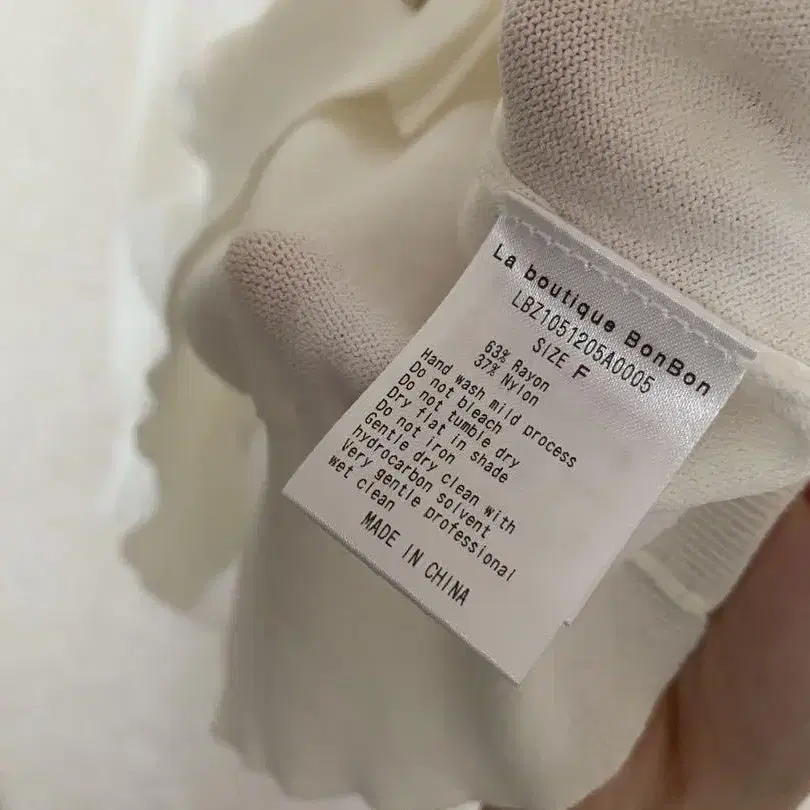 La boutique BonBon
LBZ1051205A0005
SIZE F
63% Rayon
37% Nylon
Hand wash mild process
Do not bleach
Do not tumble dry
Dry flat in shade
Do not iron
Gentle dry clean with
hydrocarbon solvent
Very gentle professional
wet clean
MADE IN CHINA